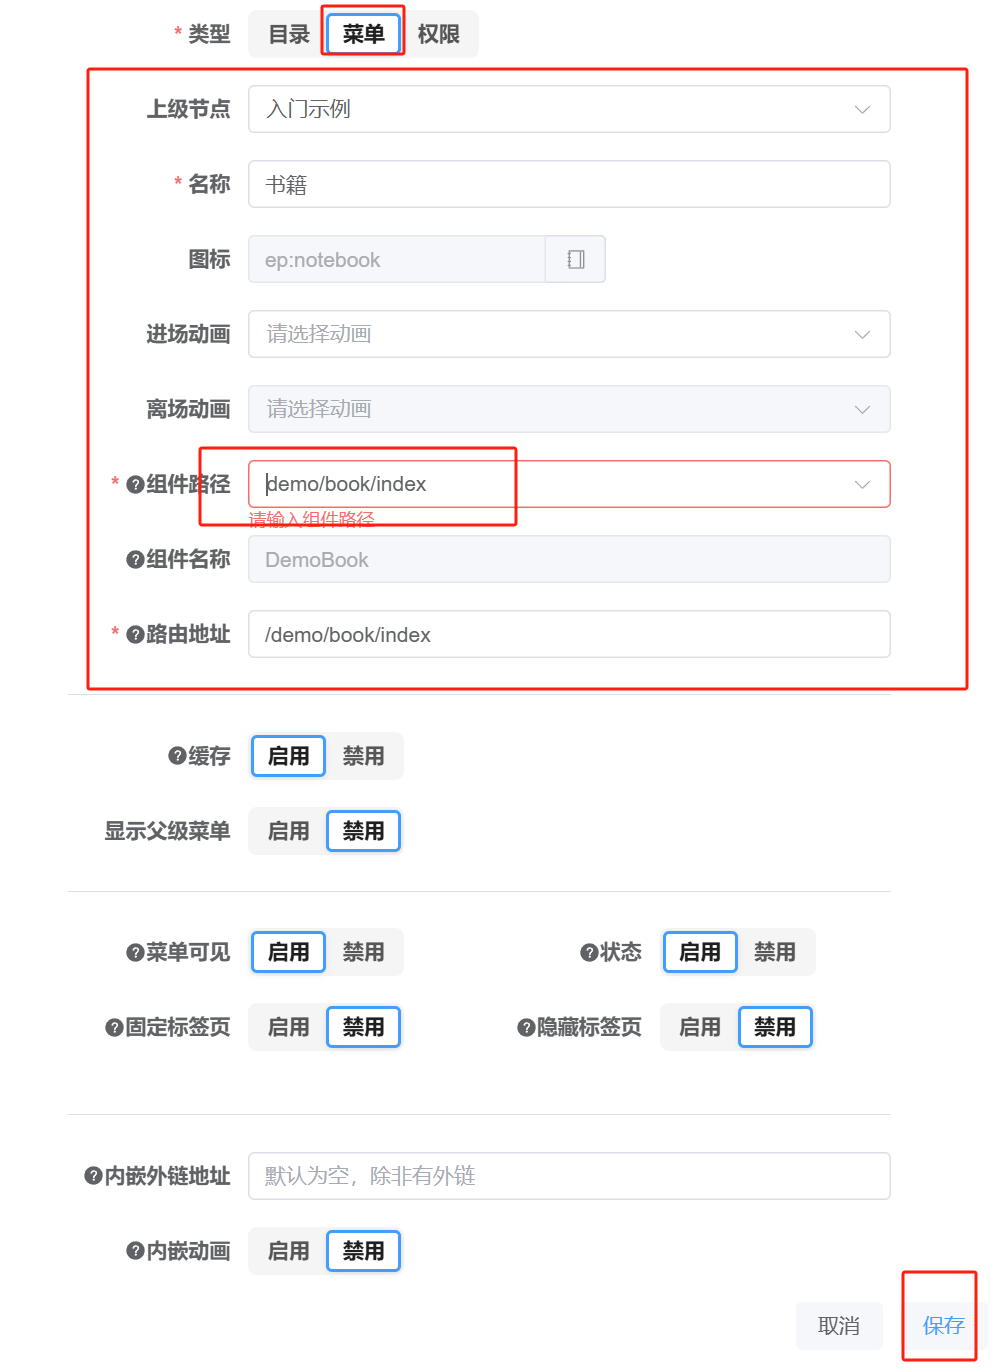 * 类型 目录 菜单 权限
上级节点 入门示例
* 名称 书籍
图标 ep:notebook
进场动画 请选择动画
离场动画 请选择动画
* ?组件路径 demo/book/index
请输入组件路径
?组件名称 DemoBook
* ?路由地址 /demo/book/index
?缓存 启用 禁用
显示父级菜单 启用 禁用
?菜单可见 启用 禁用 ?状态 启用 禁用
?固定标签页 启用 禁用 ?隐藏标签页 启用 禁用
?内嵌外链地址 默认为空，除非有外链
?内嵌动画 启用 禁用
取消 保存